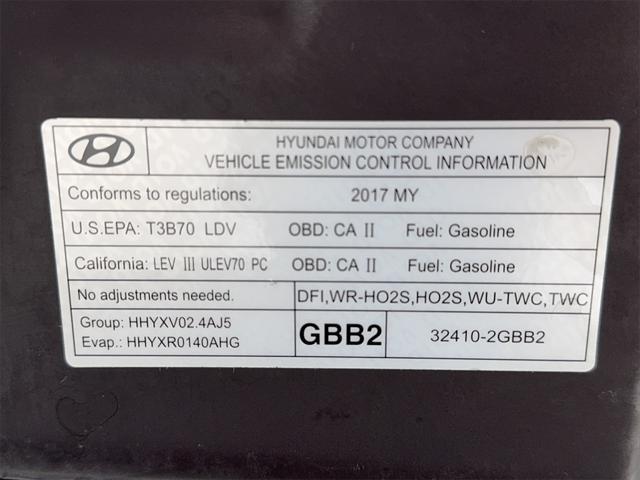 HYUNDAI MOTOR COMPANY
VEHICLE EMISSION CONTROL INFORMATION
Conforms to regulations: 2017 MY
U.S.EPA: T3B70 LDV OBD: CA II Fuel: Gasoline
California: LEV III ULEV70 PC OBD: CA II Fuel: Gasoline
No adjustments needed. DFI,WR-HO2S,HO2S,WU-TWC,TWC
Group: HHYXV02.4AJ5
Evap.: HHYXR0140AHG
GBB2
32410-2GBB2